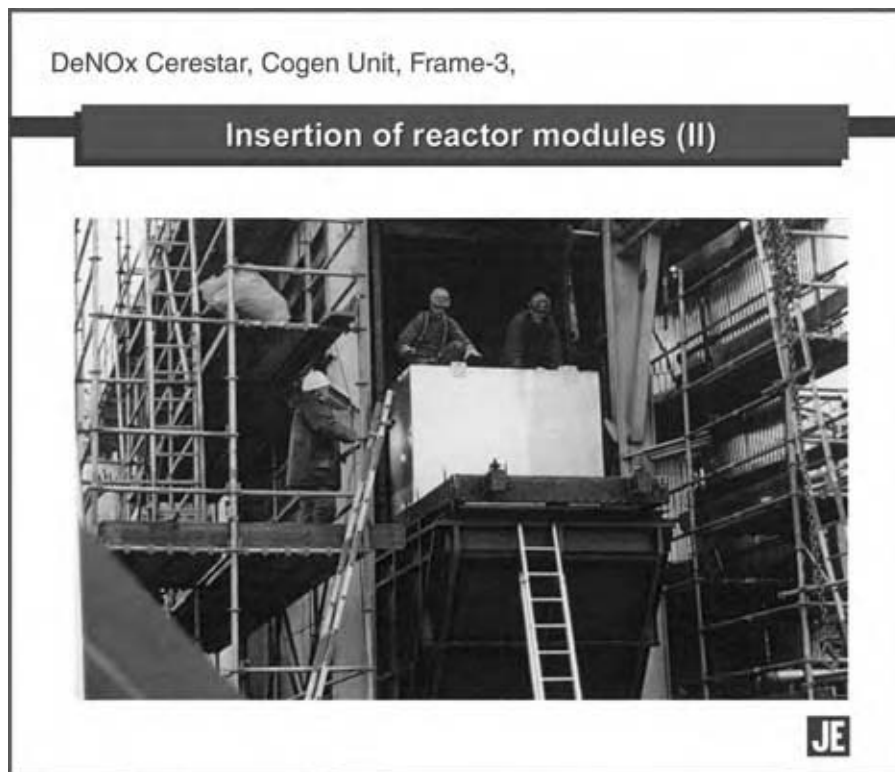 DeNOx Cerestar, Cogen Unit, Frame-3,
Insertion of reactor modules (II)
JE